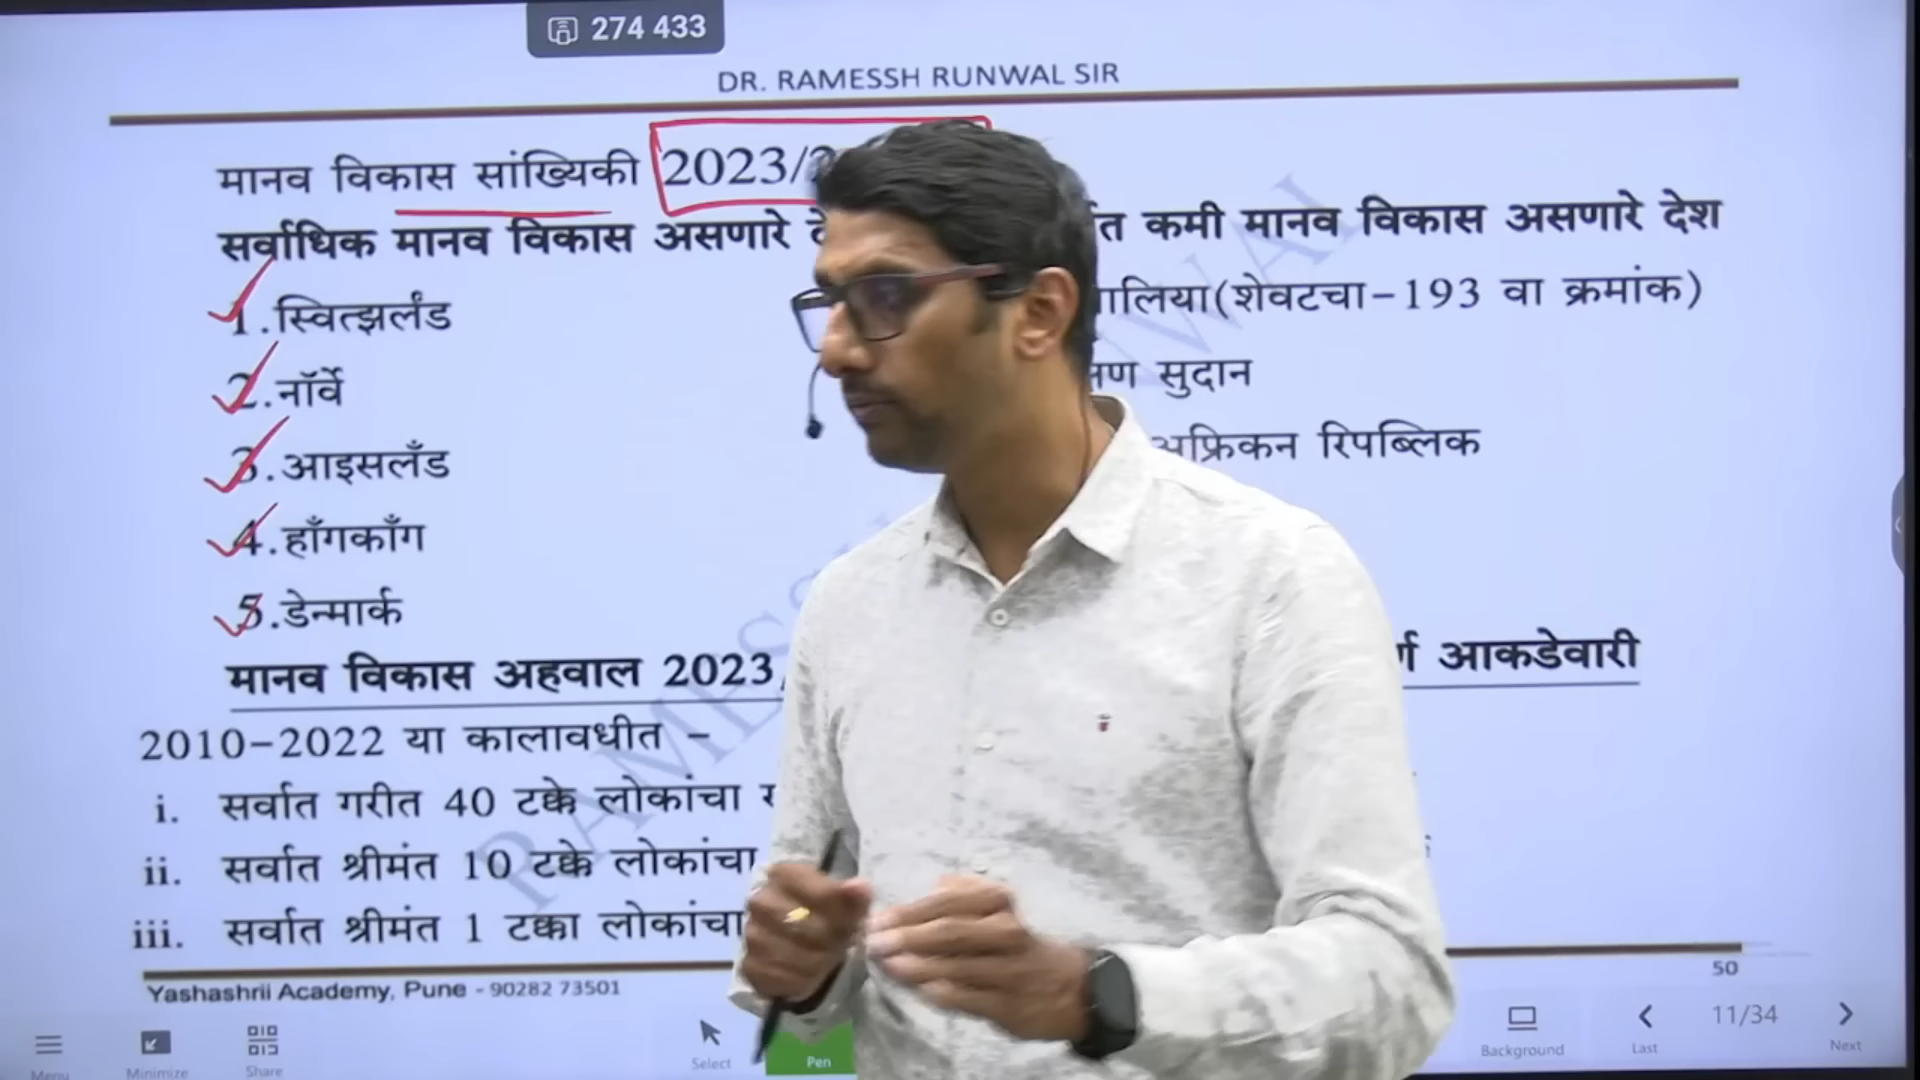 274 433
DR. RAMESSH RUNWAL SIR
मानव विकास सांख्यिकी 2023/
सर्वाधिक मानव विकास असणारे
कमी मानव विकास असणारे देश
1.स्वित्झर्लंड
(शेवटचा-193 वा क्रमांक)
2.नॉर्वे
सुदान
3.आइसलँड
अफ्रिकन रिपब्लिक
4.हाँगकाँग
5.डेन्मार्क
मानव विकास अहवाल 2023
आकडेवारी
2010-2022 या कालावधीत -
i. सर्वात गरीत 40 टक्के लोकांचा
ii. सर्वात श्रीमंत 10 टक्के लोकांचा
iii. सर्वात श्रीमंत 1 टक्का लोकांचा
50
Yashashrii Academy, Pune - 90282 73501
Menu Minimize Share Select Pen Background Last 11/34 Next